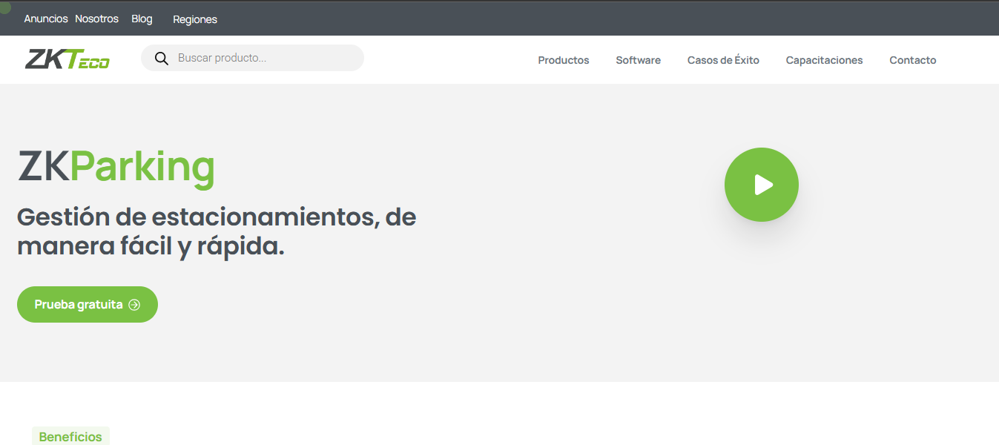 Anuncios Nosotros Blog Regiones
ZKTECO Buscar producto... Productos Software Casos de Éxito Capacitaciones Contacto
ZKParking
Gestión de estacionamientos, de
manera fácil y rápida.
Prueba gratuita
Beneficios